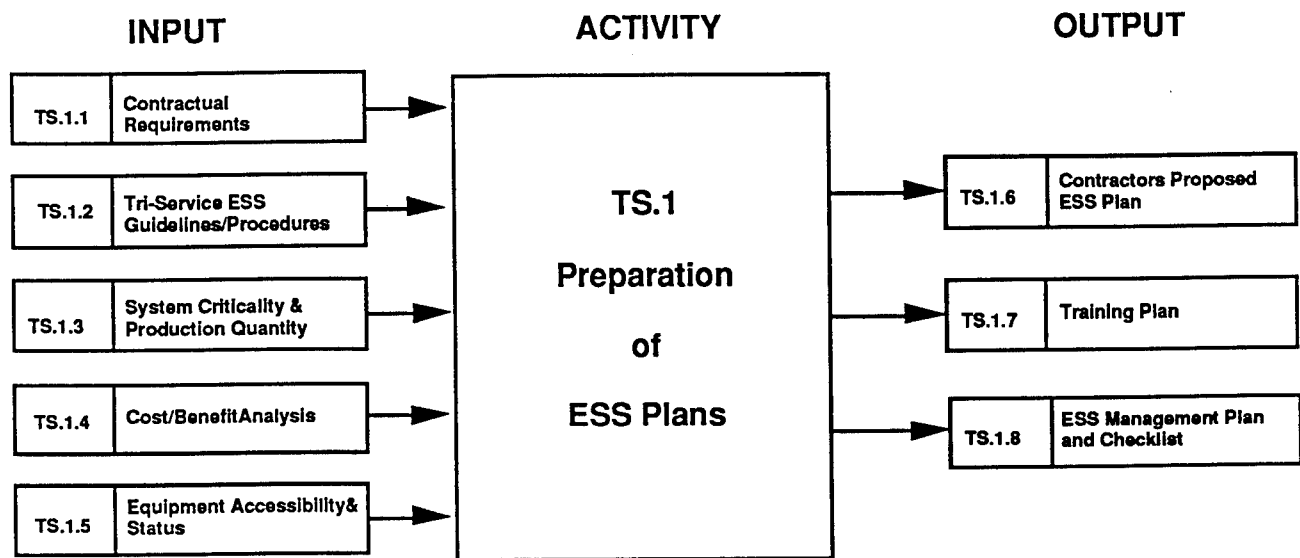 INPUT
ACTIVITY
OUTPUT
TS.1.1
Contractual
Requirements
TS.1.2
Tri-Service ESS
Guidelines/Procedures
TS.1.3
System Criticality &
Production Quantity
TS.1.4
Cost/BenefitAnalysis
TS.1.5
Equipment Accessibility&
Status
TS.1
Preparation
of
ESS Plans
TS.1.6
Contractors Proposed
ESS Plan
TS.1.7
Training Plan
TS.1.8
ESS Management Plan
and Checklist